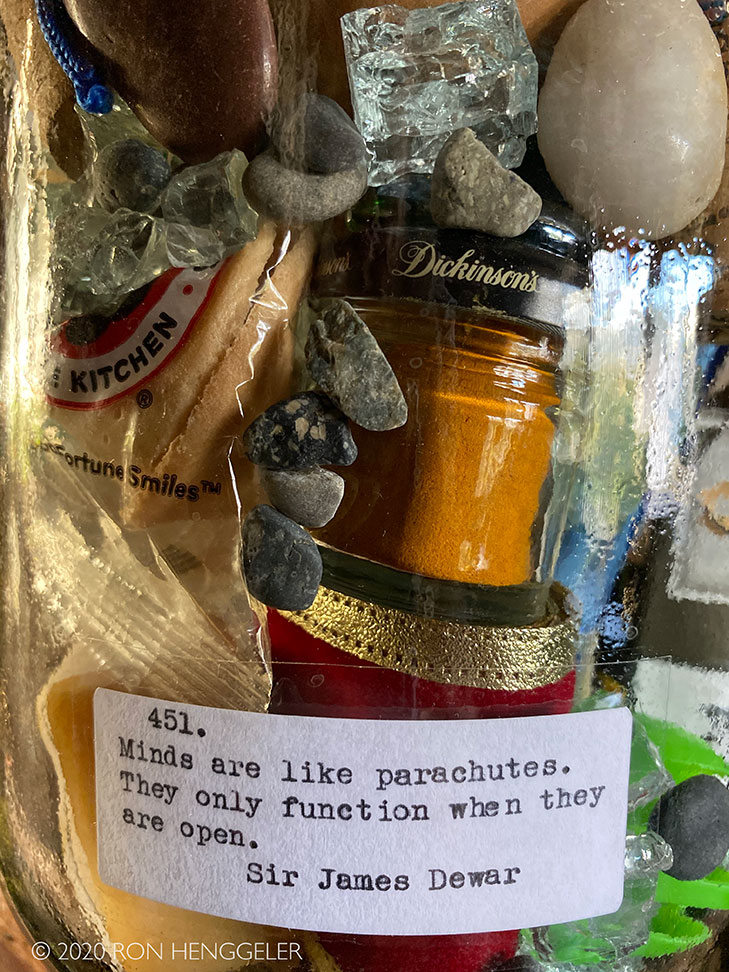 Dickinson's
KITCHEN
®
Fortune Smiles™
451.
Minds are like parachutes.
They only function when they
are open.
Sir James Dewar
© 2020 RON HENGGELER